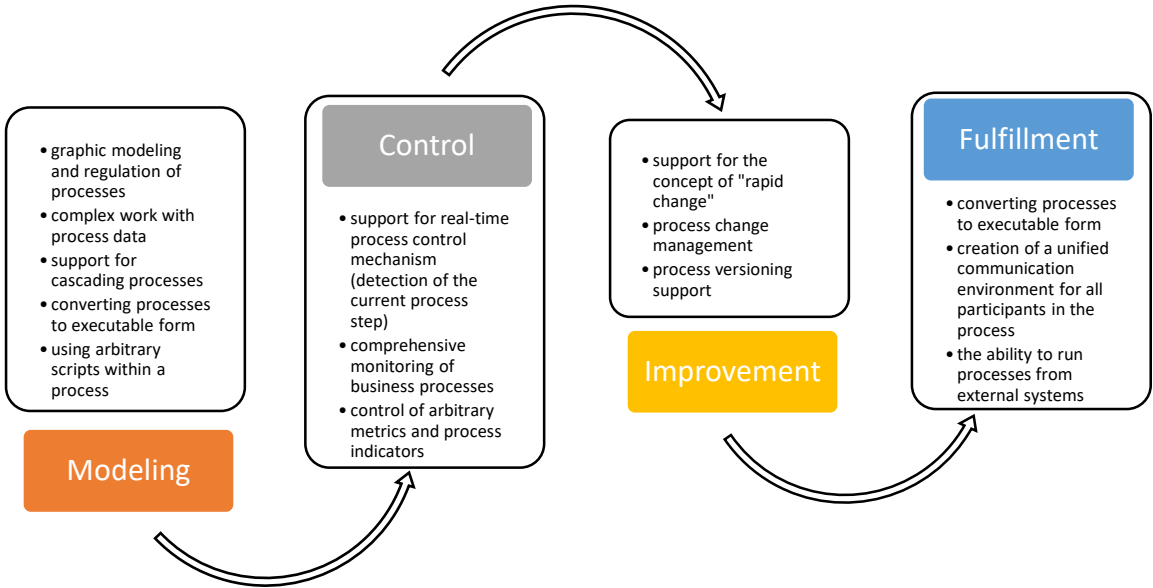 • graphic modeling
and regulation of
processes
• complex work with
process data
• support for
cascading processes
• converting processes
to executable form
• using arbitrary
scripts within a
process
Modeling
Control
• support for real-time
process control
mechanism
(detection of the
current process
step)
• comprehensive
monitoring of
business processes
• control of arbitrary
metrics and process
indicators
• support for the
concept of "rapid
change"
• process change
management
• process versioning
support
Improvement
Fulfillment
• converting processes
to executable form
• creation of a unified
communication
environment for all
participants in the
process
• the ability to run
processes from
external systems